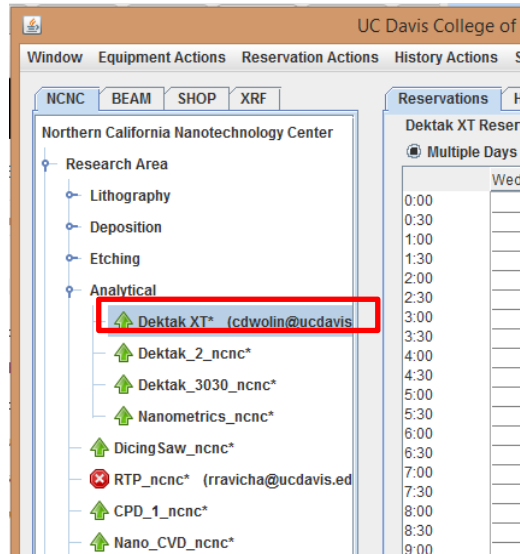 UC Davis College of
Window Equipment Actions Reservation Actions History Actions S
NCNC BEAM SHOP XRF
Northern California Nanotechnology Center
Research Area
Lithography
Deposition
Etching
Analytical
Dektak XT* (cdwolin@ucdavis
Dektak_2_ncnc*
Dektak_3030_ncnc*
Nanometrics_ncnc*
DicingSaw_ncnc*
RTP_ncnc* (rravicha@ucdavis.ed
CPD_1_ncnc*
Nano_CVD_ncnc*
Reservations H
Dektak XT Reser
Multiple Days
Wed
0:00
0:30
1:00
1:30
2:00
2:30
3:00
3:30
4:00
4:30
5:00
5:30
6:00
6:30
7:00
7:30
8:00
8:30
9:00